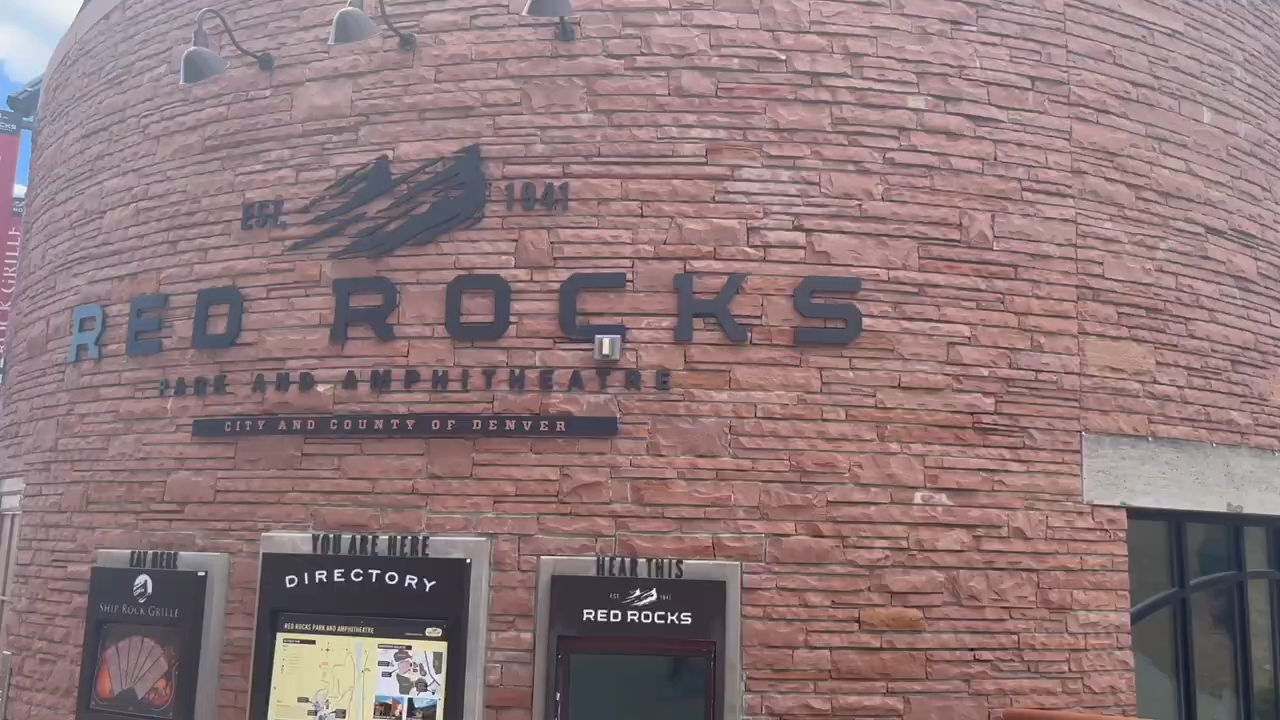 EST. 1941
RED ROCKS
PARK AND AMPHITHEATRE
CITY AND COUNTY OF DENVER
EAT HERE
SHIP ROCK GRILLE
YOU ARE HERE
DIRECTORY
RED ROCKS PARK AND AMPHITHEATRE
HEAR THIS
EST. 1941
RED ROCKS